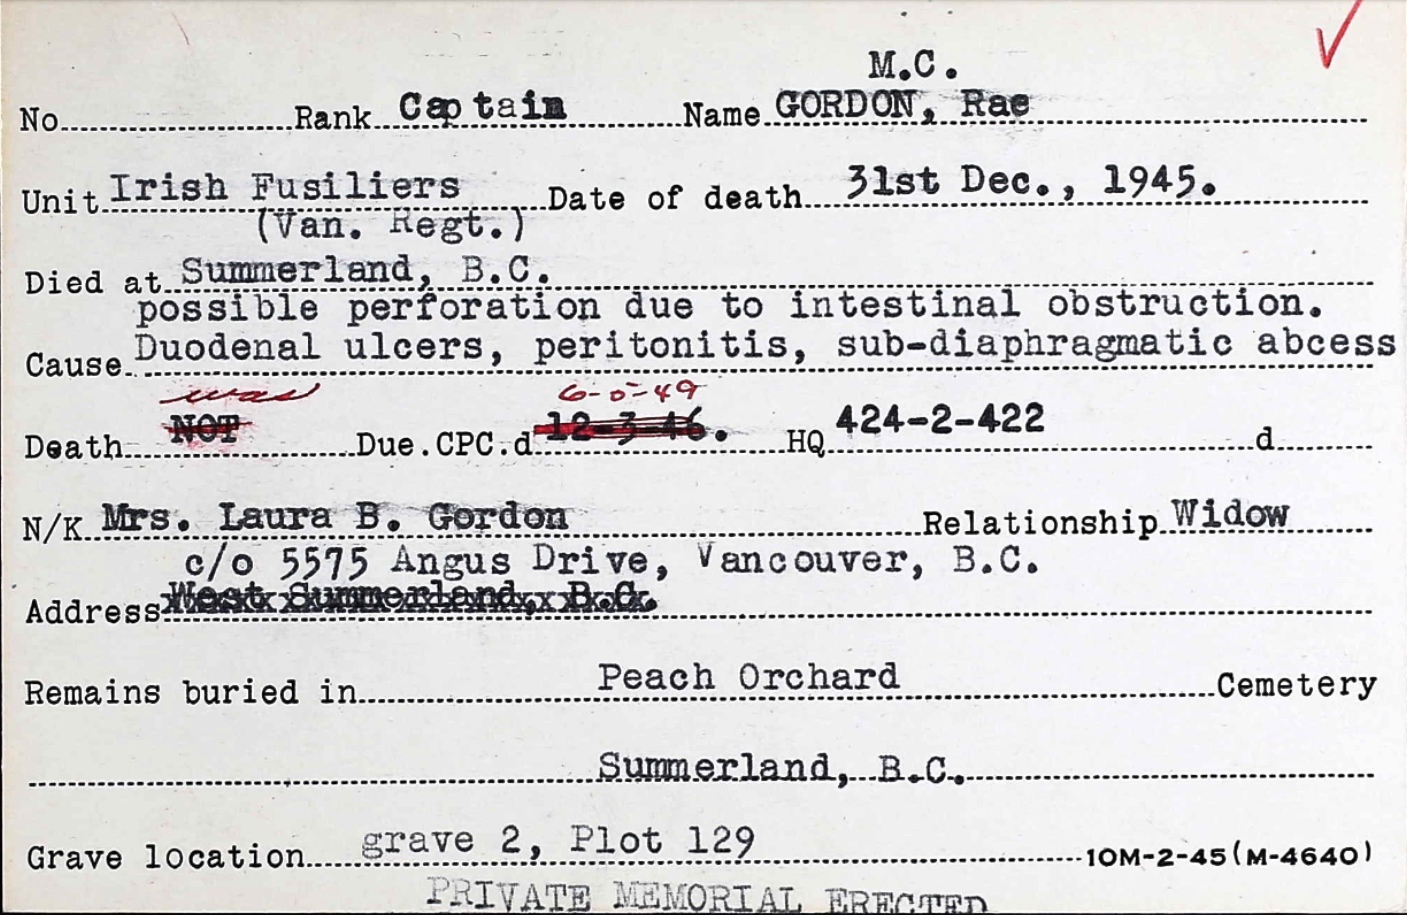 M.C.
No. Rank Captain Name GORDON, Rae
Unit Irish Fusiliers Date of death 31st Dec., 1945.
(Van. Regt.)
Died at Summerland, B.C.
possible perforation due to intestinal obstruction.
Cause Duodenal ulcers, peritonitis, sub-diaphragmatic abcess
was 6-5-49
Death NOT Due.CPC.d 12-3-46. HQ 424-2-422 d
N/K Mrs. Laura B. Gordon Relationship Widow
c/o 5575 Angus Drive, Vancouver, B.C.
Address West Summerland, B.C.
Remains buried in Peach Orchard Cemetery
Summerland, B.C.
Grave location grave 2, Plot 129 10M-2-45(M-4640)
PRIVATE MEMORIAL ERECTED